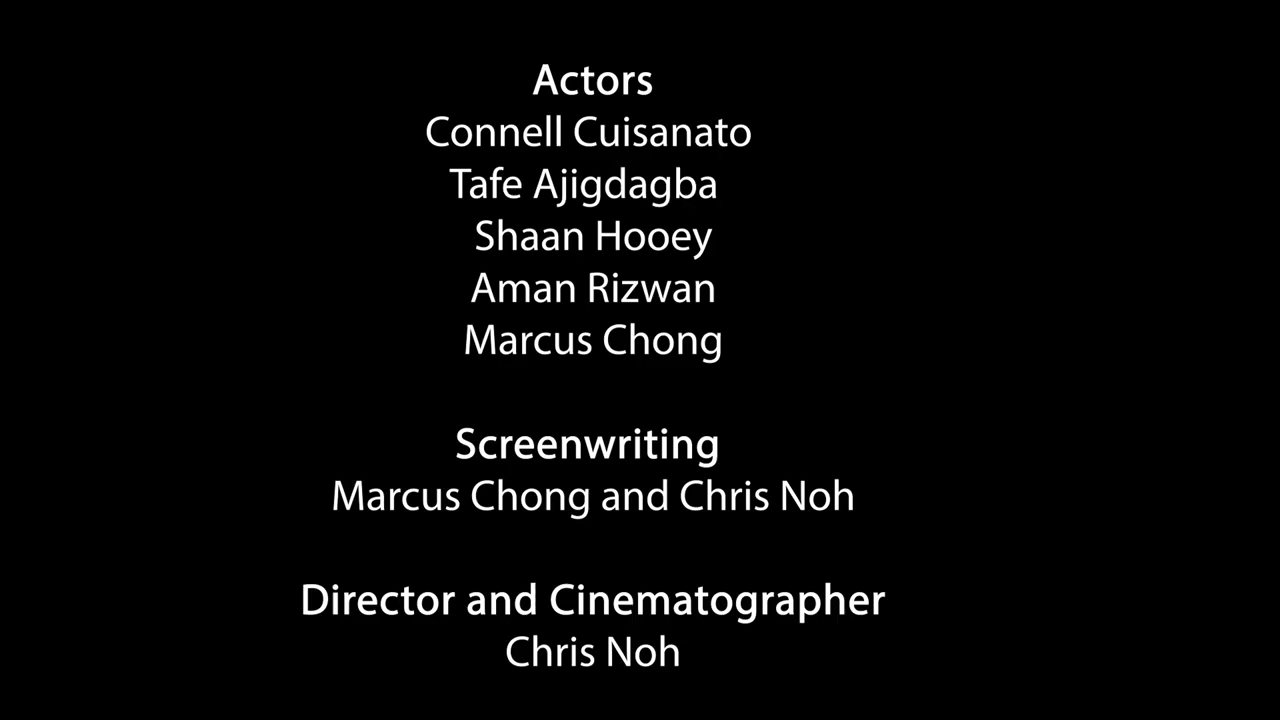 Actors
Connell Cuisanato
Tafe Ajigdagba
Shaan Hooey
Aman Rizwan
Marcus Chong
Screenwriting
Marcus Chong and Chris Noh
Director and Cinematographer
Chris Noh